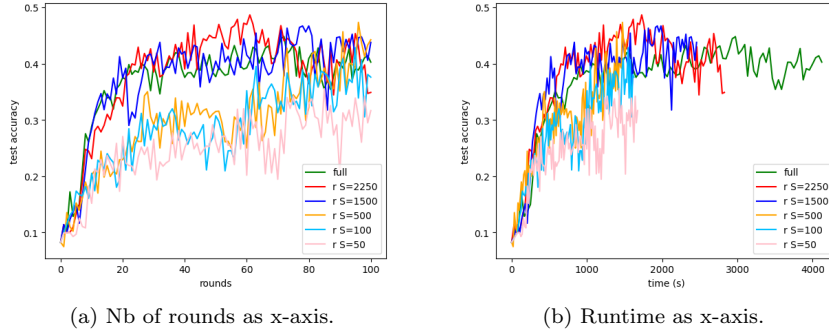 0.5
0.4
0.3
0.2
0.1
test accuracy
0 20 40 60 80 100
rounds
full
r S=2250
r S=1500
r S=500
r S=100
r S=50
(a) Nb of rounds as x-axis.
0.5
0.4
0.3
0.2
0.1
test accuracy
0 1000 2000 3000 4000
time (s)
full
r S=2250
r S=1500
r S=500
r S=100
r S=50
(b) Runtime as x-axis.